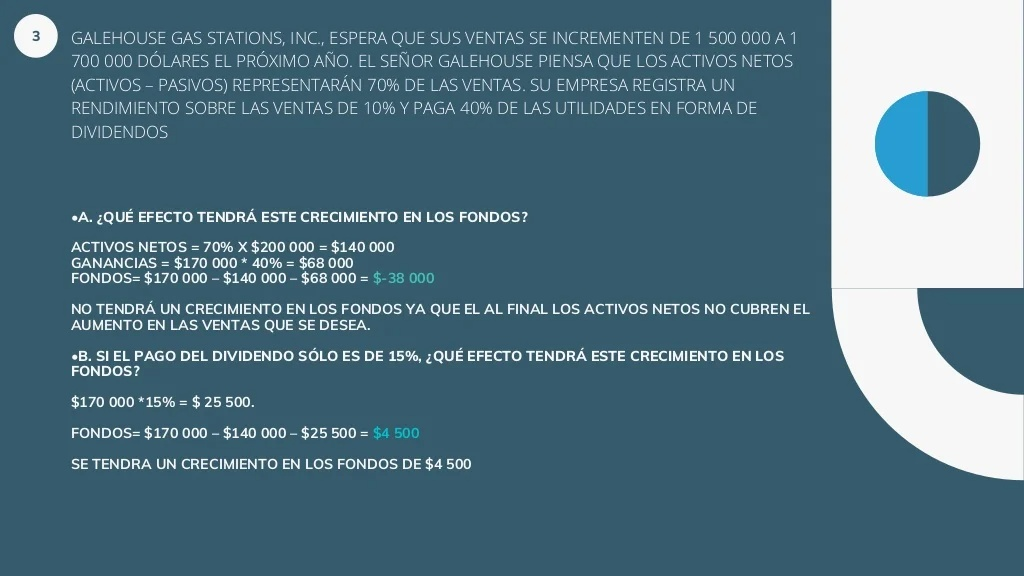 3
GALEHOUSE GAS STATIONS, INC., ESPERA QUE SUS VENTAS SE INCREMENTEN DE 1 500 000 A 1
700 000 DÓLARES EL PRÓXIMO AÑO. EL SEÑOR GALEHOUSE PIENSA QUE LOS ACTIVOS NETOS
(ACTIVOS – PASIVOS) REPRESENTARÁN 70% DE LAS VENTAS. SU EMPRESA REGISTRA UN
RENDIMIENTO SOBRE LAS VENTAS DE 10% Y PAGA 40% DE LAS UTILIDADES EN FORMA DE
DIVIDENDOS
•A. ¿QUÉ EFECTO TENDRÁ ESTE CRECIMIENTO EN LOS FONDOS?
ACTIVOS NETOS = 70% X $200 000 = $140 000
GANANCIAS = $170 000 * 40% = $68 000
FONDOS= $170 000 – $140 000 – $68 000 = $-38 000
NO TENDRÁ UN CRECIMIENTO EN LOS FONDOS YA QUE EL AL FINAL LOS ACTIVOS NETOS NO CUBREN EL
AUMENTO EN LAS VENTAS QUE SE DESEA.
•B. SI EL PAGO DEL DIVIDENDO SÓLO ES DE 15%, ¿QUÉ EFECTO TENDRÁ ESTE CRECIMIENTO EN LOS
FONDOS?
$170 000 *15% = $ 25 500.
FONDOS= $170 000 – $140 000 – $25 500 = $4 500
SE TENDRA UN CRECIMIENTO EN LOS FONDOS DE $4 500